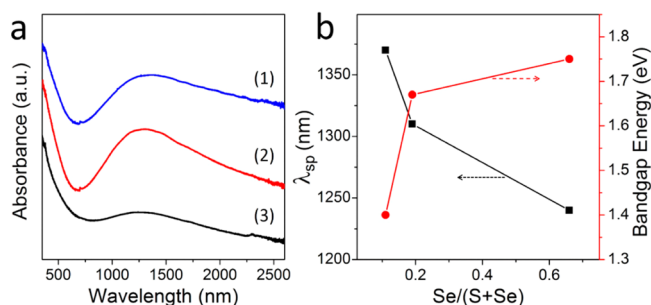 a
Absorbance (a.u.)
(1)
(2)
(3)
500 1000 1500 2000 2500
Wavelength (nm)
b
λsp (nm)
1350
1300
1250
1200
0.2 0.4 0.6
Se/(S+Se)
1.8
1.7
1.6
1.5
1.4
1.3
Bandgap Energy (eV)